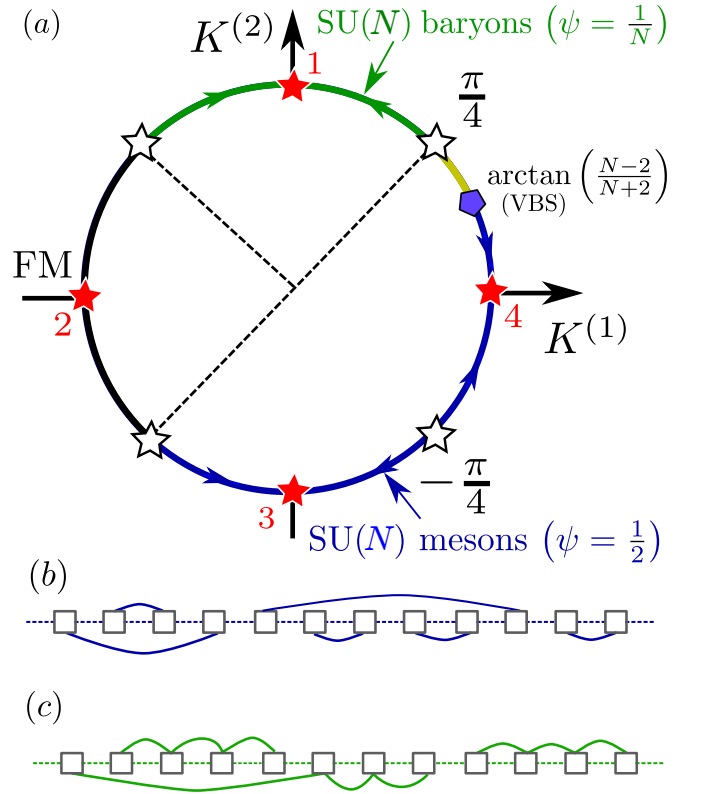 (a)
K^{(2)}
SU(N) baryons (ψ = 1/N)
1
π/4
arctan ((N−2)/(N+2))
(VBS)
FM
2
4
K^{(1)}
−π/4
3
SU(N) mesons (ψ = 1/2)
(b)
(c)